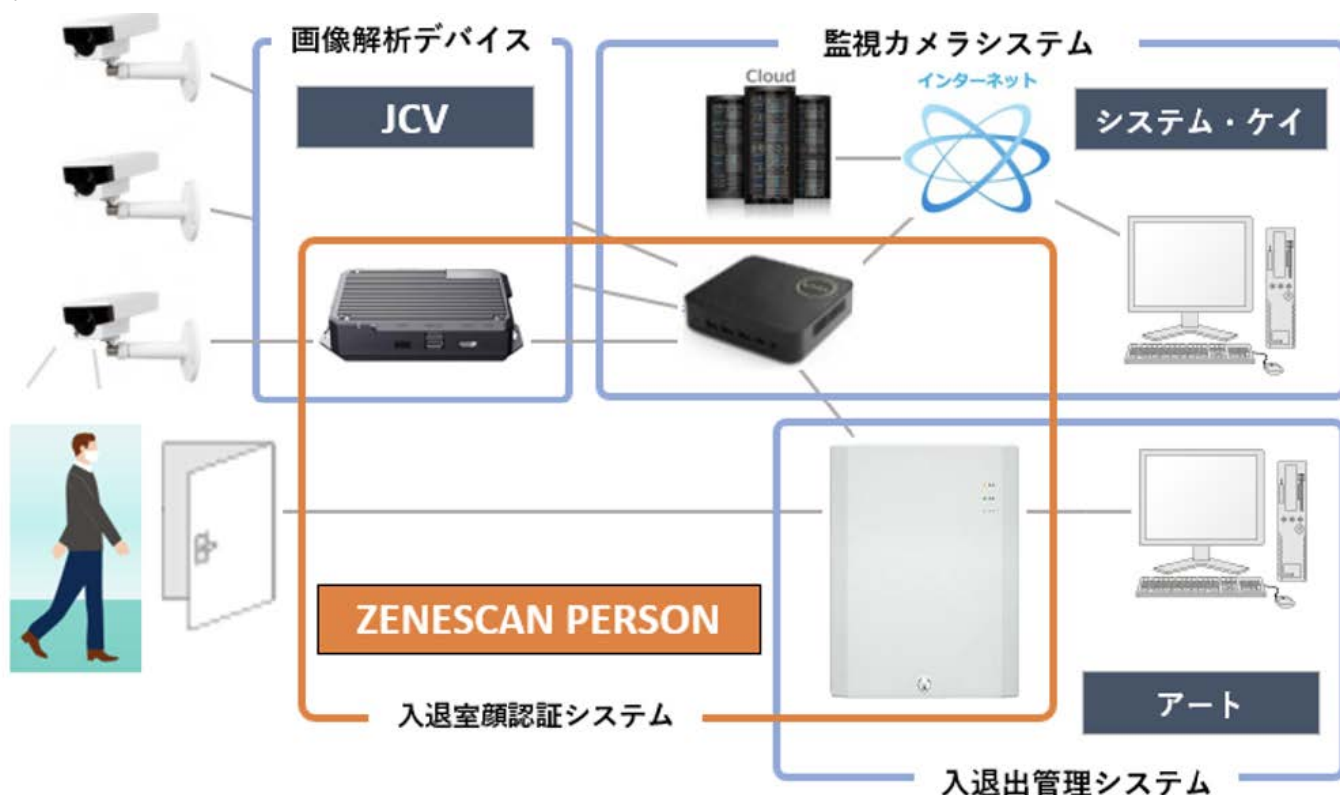 画像解析デバイス
JCV
監視カメラシステム
Cloud
インターネット
システム・ケイ
ZENESCAN PERSON
入退室顔認証システム
アート
入退出管理システム